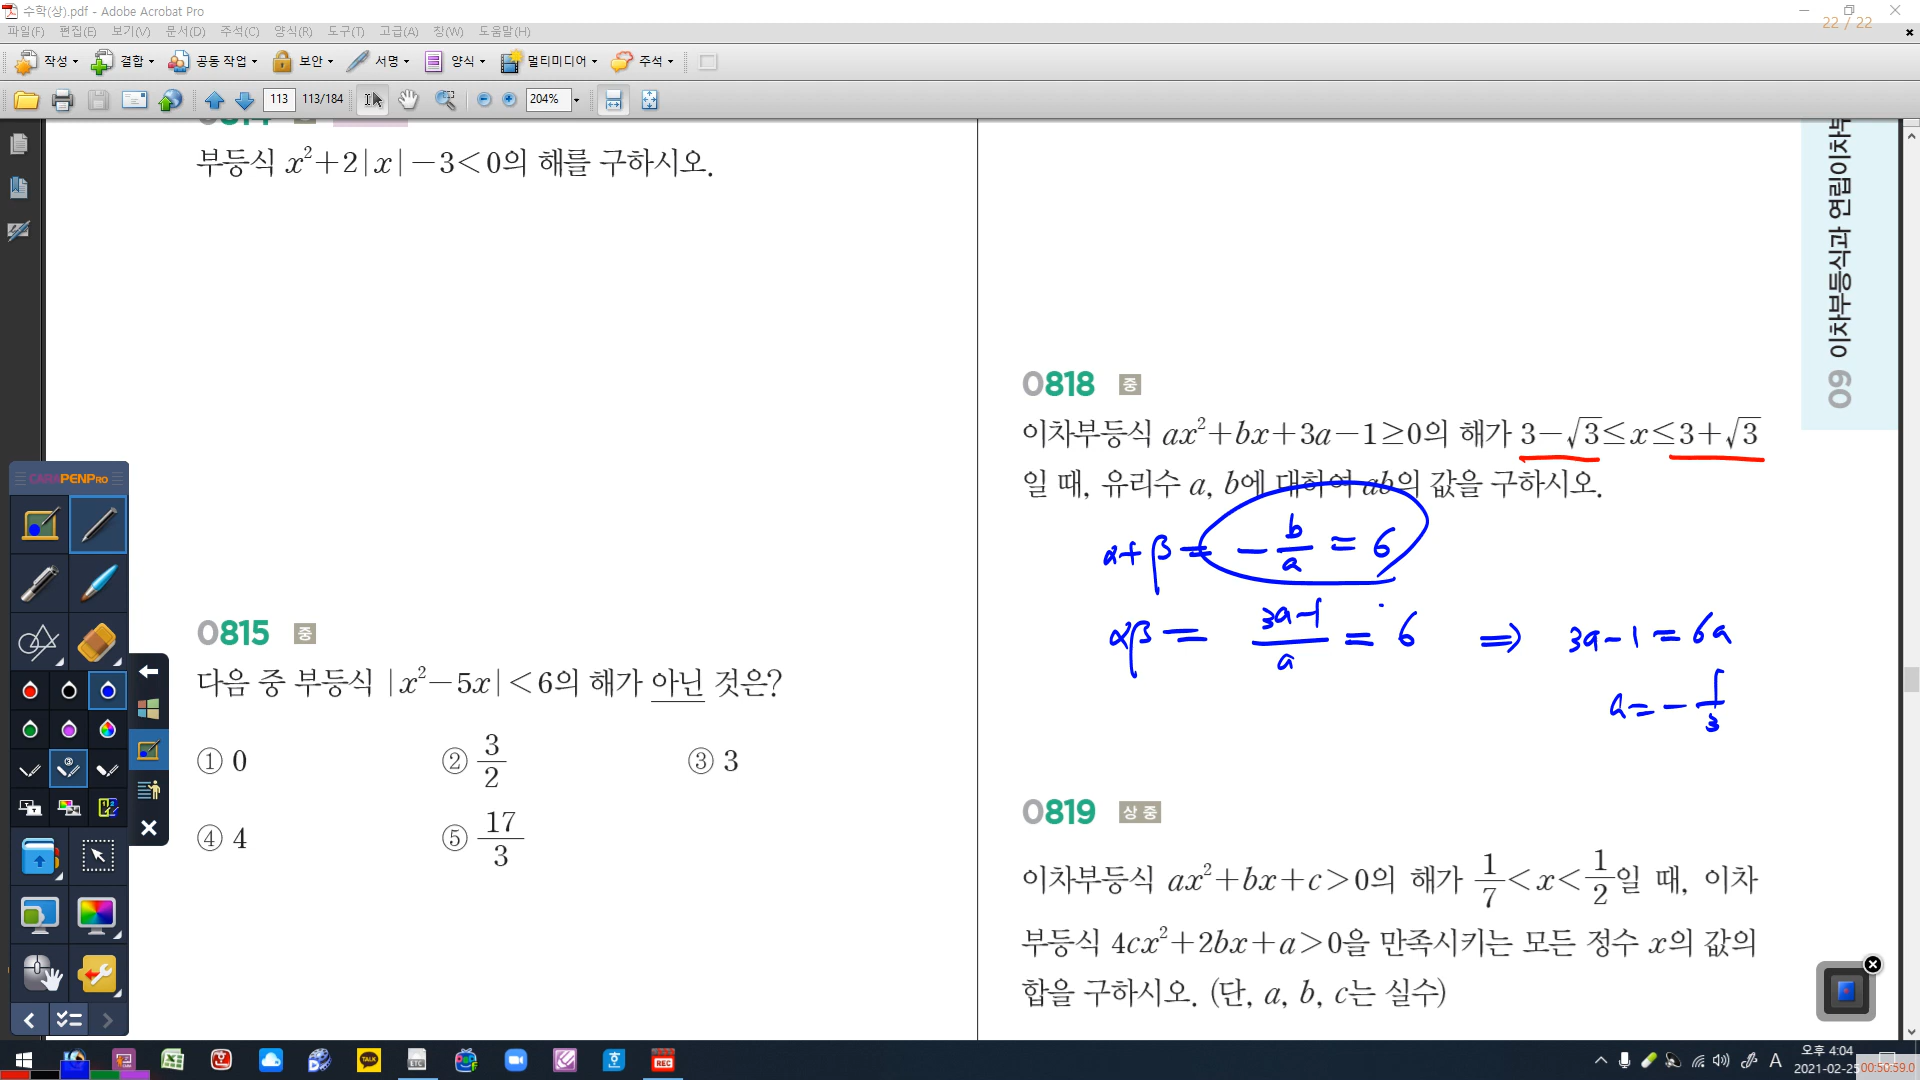 수학(상).pdf - Adobe Acrobat Pro
22 / 22
파일(F) 편집(E) 보기(V) 문서(D) 주석(C) 양식(R) 도구(T) 고급(A) 창(W) 도움말(H)
작성 결합 공동 작업 보안 서명 양식 멀티미디어 주석
113 113/184 204%
0814
부등식 x²+2|x|-3<0의 해를 구하시오.
0815 중
다음 중 부등식 |x²-5x|<6의 해가 아닌 것은?
① 0 ② 3/2 ③ 3
④ 4 ⑤ 17/3
09 이차부등식과 연립이차부
0818 중
이차부등식 ax²+bx+3a-1≥0의 해가 3-√3≤x≤3+√3
일 때, 유리수 a, b에 대하여 ab의 값을 구하시오.
α+β = -b/a = 6
αβ = (3a-1)/a = 6 ⇒ 3a-1=6a
a = -1/3
0819 상중
이차부등식 ax²+bx+c>0의 해가 1/7<x<1/2일 때, 이차
부등식 4cx²+2bx+a>0을 만족시키는 모든 정수 x의 값의
합을 구하시오. (단, a, b, c는 실수)
PENPRO
TALK
REC
A
오후 4:04
2021-02-25
00:50:59.0